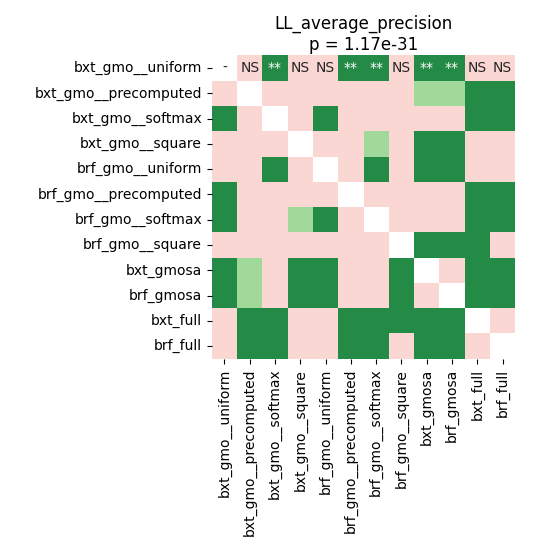 LL_average_precision
p = 1.17e-31
bxt_gmo__uniform - NS ** NS NS ** ** NS ** ** NS NS
bxt_gmo__precomputed
bxt_gmo__softmax
bxt_gmo__square
brf_gmo__uniform
brf_gmo__precomputed
brf_gmo__softmax
brf_gmo__square
bxt_gmosa
brf_gmosa
bxt_full
brf_full
bxt_gmo__uniform
bxt_gmo__precomputed
bxt_gmo__softmax
bxt_gmo__square
brf_gmo__uniform
brf_gmo__precomputed
brf_gmo__softmax
brf_gmo__square
bxt_gmosa
brf_gmosa
bxt_full
brf_full